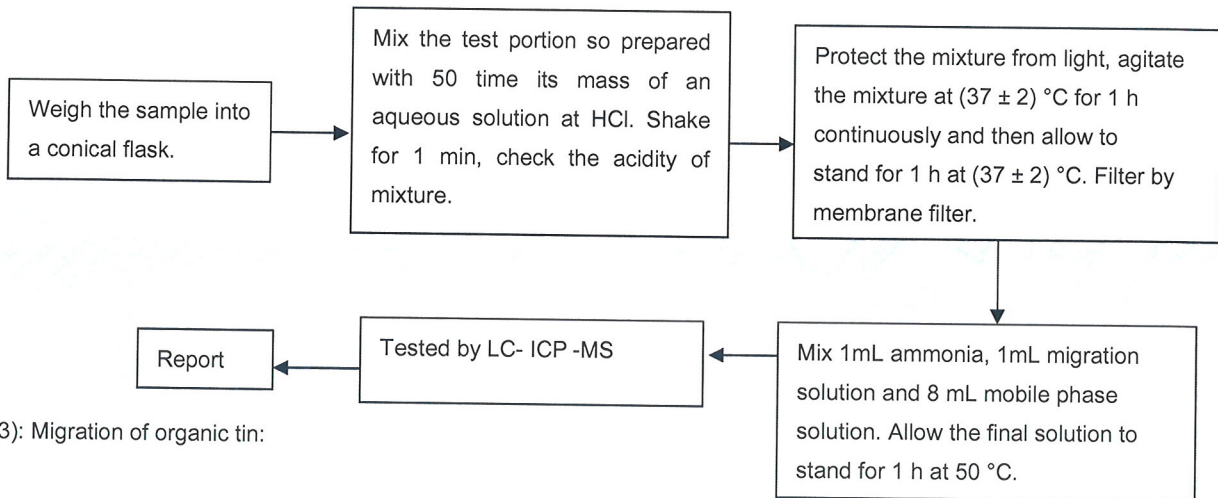 Weigh the sample into
a conical flask.
Mix the test portion so prepared
with 50 time its mass of an
aqueous solution at HCl. Shake
for 1 min, check the acidity of
mixture.
Protect the mixture from light, agitate
the mixture at (37 ± 2) °C for 1 h
continuously and then allow to
stand for 1 h at (37 ± 2) °C. Filter by
membrane filter.
Mix 1mL ammonia, 1mL migration
solution and 8 mL mobile phase
solution. Allow the final solution to
stand for 1 h at 50 °C.
Tested by LC- ICP -MS
Report
3): Migration of organic tin: